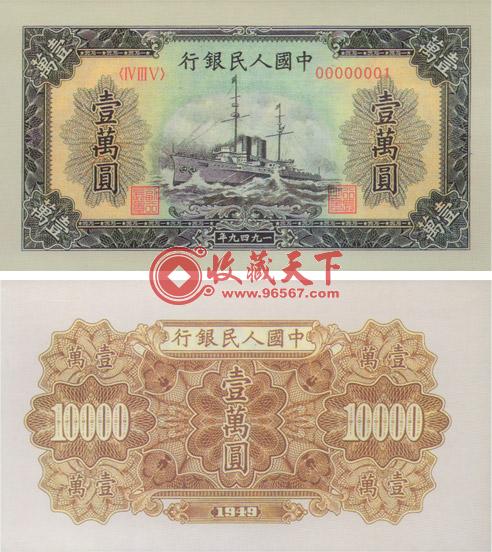 壹萬
壹萬
中國人民銀行
〈IVIIIV〉
00000001
壹萬圓
壹萬圓
壹萬
壹萬
一九四九年
收藏天下
www.96567.com
中國人民銀行
壹萬
壹萬
10000
壹萬圓
10000
壹萬
壹萬
1949